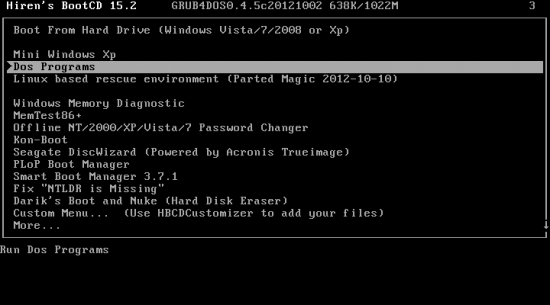 Hiren's BootCD 15.2 GRUB4DOS0.4.5c20121002 638K/1022M 3
Boot From Hard Drive (Windows Vista/7/2008 or Xp)
Mini Windows Xp
Dos Programs
Linux based rescue environment (Parted Magic 2012-10-10)
Windows Memory Diagnostic
MemTest86+
Offline NT/2000/XP/Vista/7 Password Changer
Kon-Boot
Seagate DiscWizard (Powered by Acronis Trueimage)
PLoP Boot Manager
Smart Boot Manager 3.7.1
Fix "NTLDR is Missing"
Darik's Boot and Nuke (Hard Disk Eraser)
Custom Menu... (Use HBCDCustomizer to add your files)
More...
Run Dos Programs